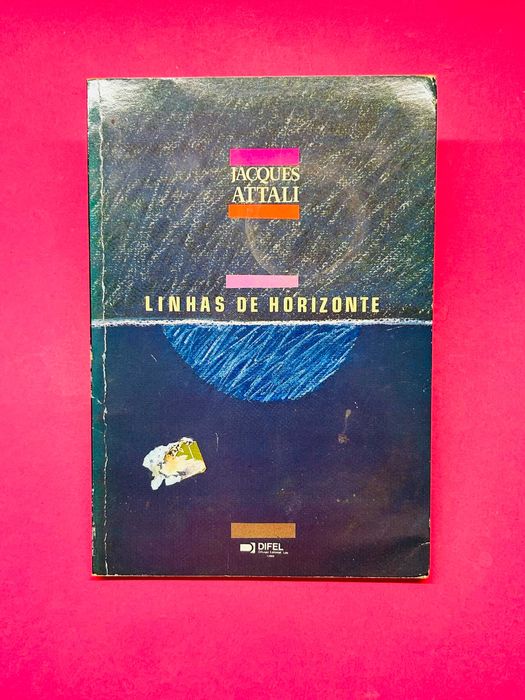 JACQUES
ATTALI
LINHAS DE HORIZONTE
DIFEL